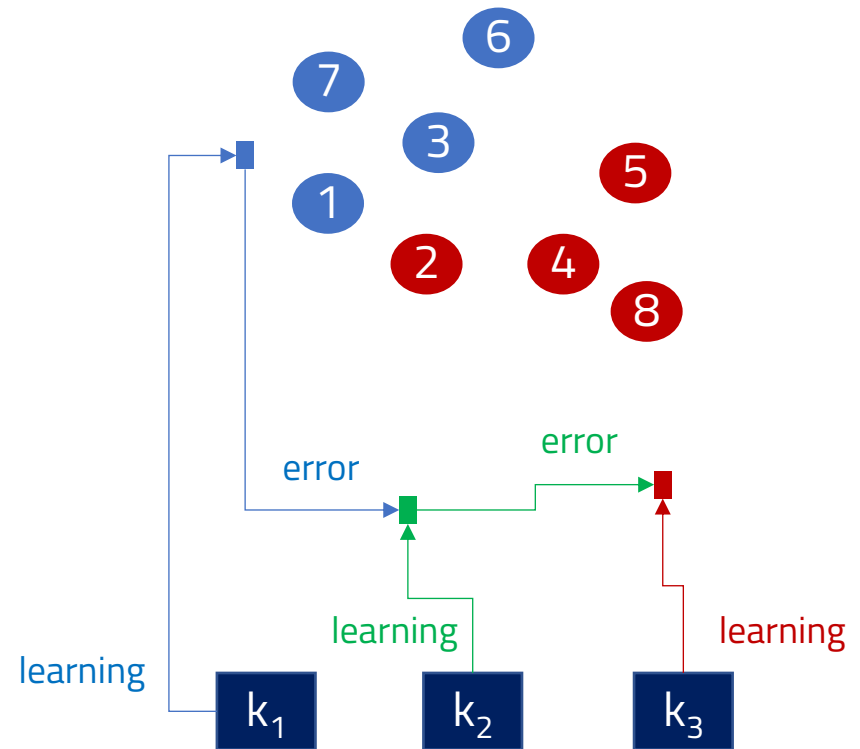 6
7
3
5
1
2
4
8
error
error
learning
learning
learning
k₁
k₂
k₃